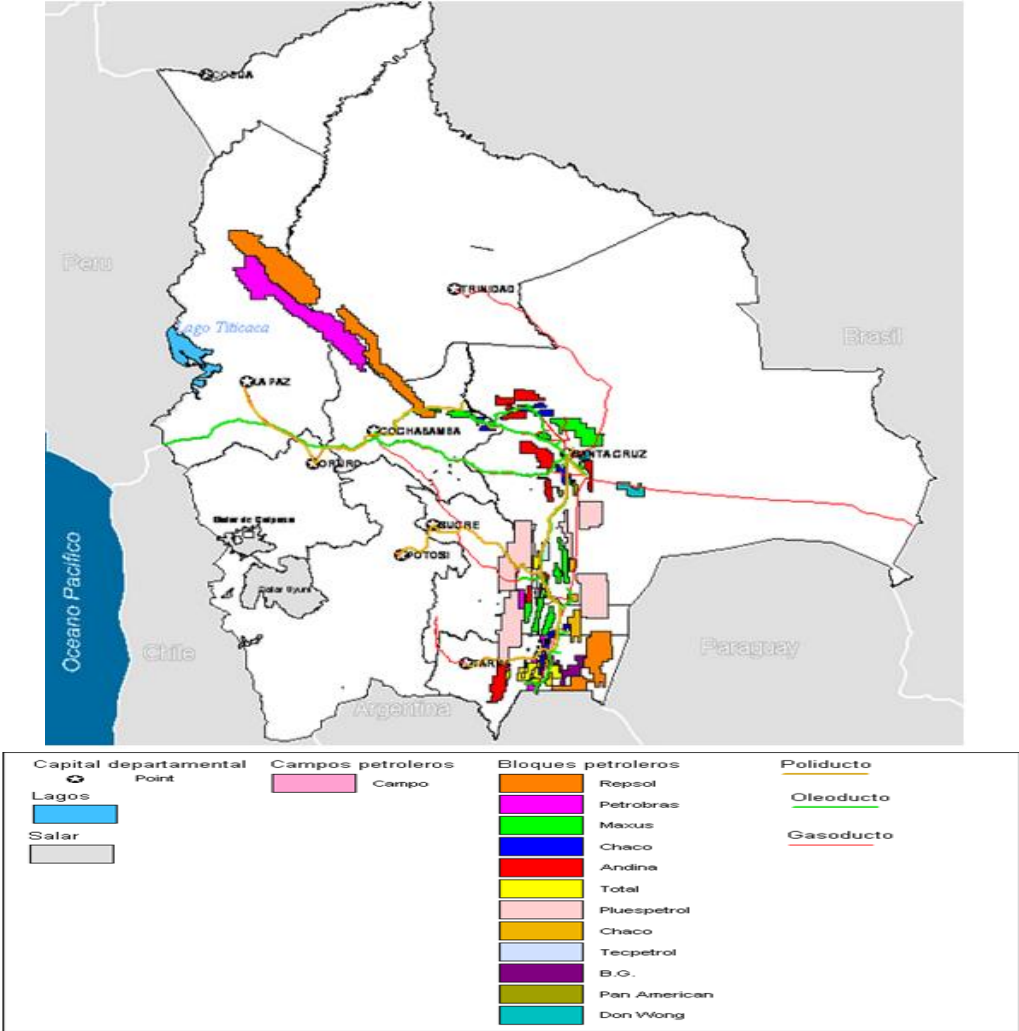 COBIJA
Peru
TRINIDAD
Lago Titicaca
Brasil
LA PAZ
COCHABAMBA
SANTA CRUZ
ORURO
SUCRE
POTOSI
Salar Uyuni
Oceano Pacifico
Chile
Paraguay
TARIJA
Argentina
Capital departamental
Point
Lagos
Salar
Campos petroleros
Campo
Bloques petroleros
Repsol
Petrobras
Maxus
Chaco
Andina
Total
Pluespetrol
Chaco
Tecpetrol
B.G.
Pan American
Don Wong
Poliducto
Oleoducto
Gasoducto